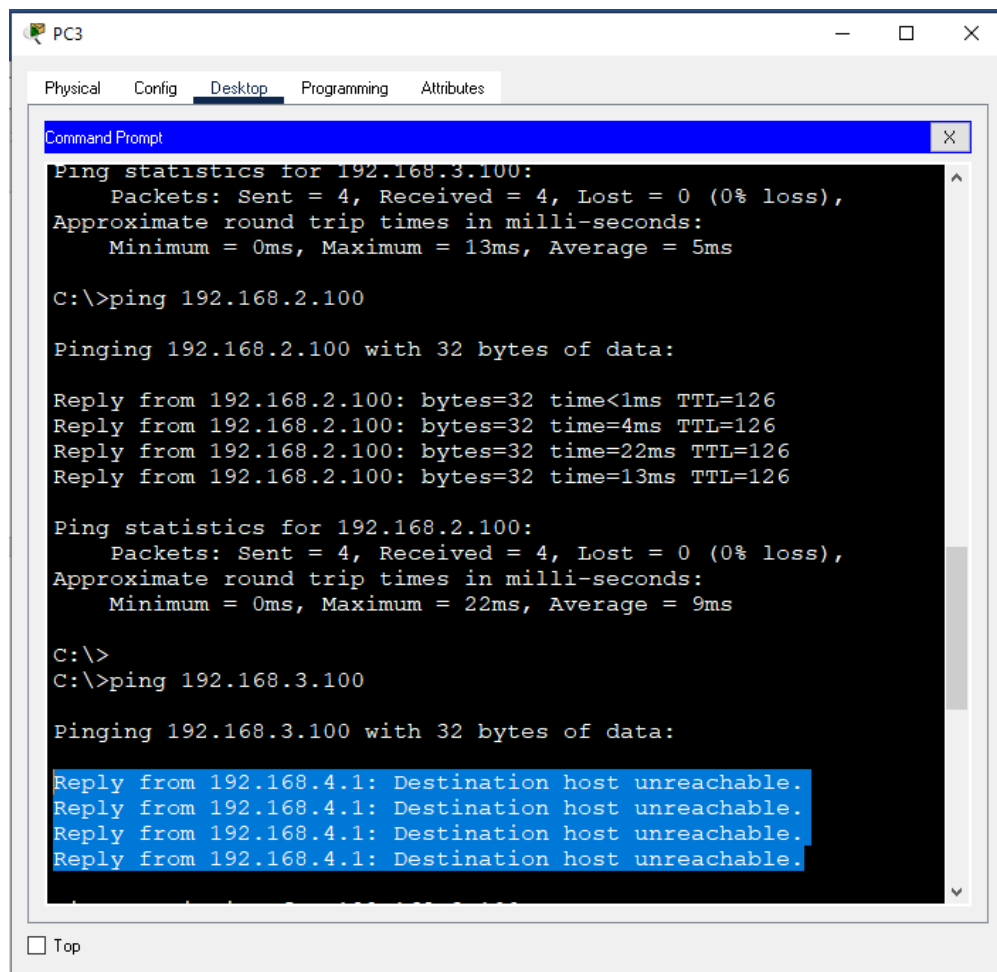 PC3
Physical Config Desktop Programming Attributes
Command Prompt
X
Ping statistics for 192.168.3.100:
Packets: Sent = 4, Received = 4, Lost = 0 (0% loss),
Approximate round trip times in milli-seconds:
Minimum = 0ms, Maximum = 13ms, Average = 5ms
C:\>ping 192.168.2.100
Pinging 192.168.2.100 with 32 bytes of data:
Reply from 192.168.2.100: bytes=32 time<1ms TTL=126
Reply from 192.168.2.100: bytes=32 time=4ms TTL=126
Reply from 192.168.2.100: bytes=32 time=22ms TTL=126
Reply from 192.168.2.100: bytes=32 time=13ms TTL=126
Ping statistics for 192.168.2.100:
Packets: Sent = 4, Received = 4, Lost = 0 (0% loss),
Approximate round trip times in milli-seconds:
Minimum = 0ms, Maximum = 22ms, Average = 9ms
C:\>
C:\>ping 192.168.3.100
Pinging 192.168.3.100 with 32 bytes of data:
Reply from 192.168.4.1: Destination host unreachable.
Reply from 192.168.4.1: Destination host unreachable.
Reply from 192.168.4.1: Destination host unreachable.
Reply from 192.168.4.1: Destination host unreachable.
Top